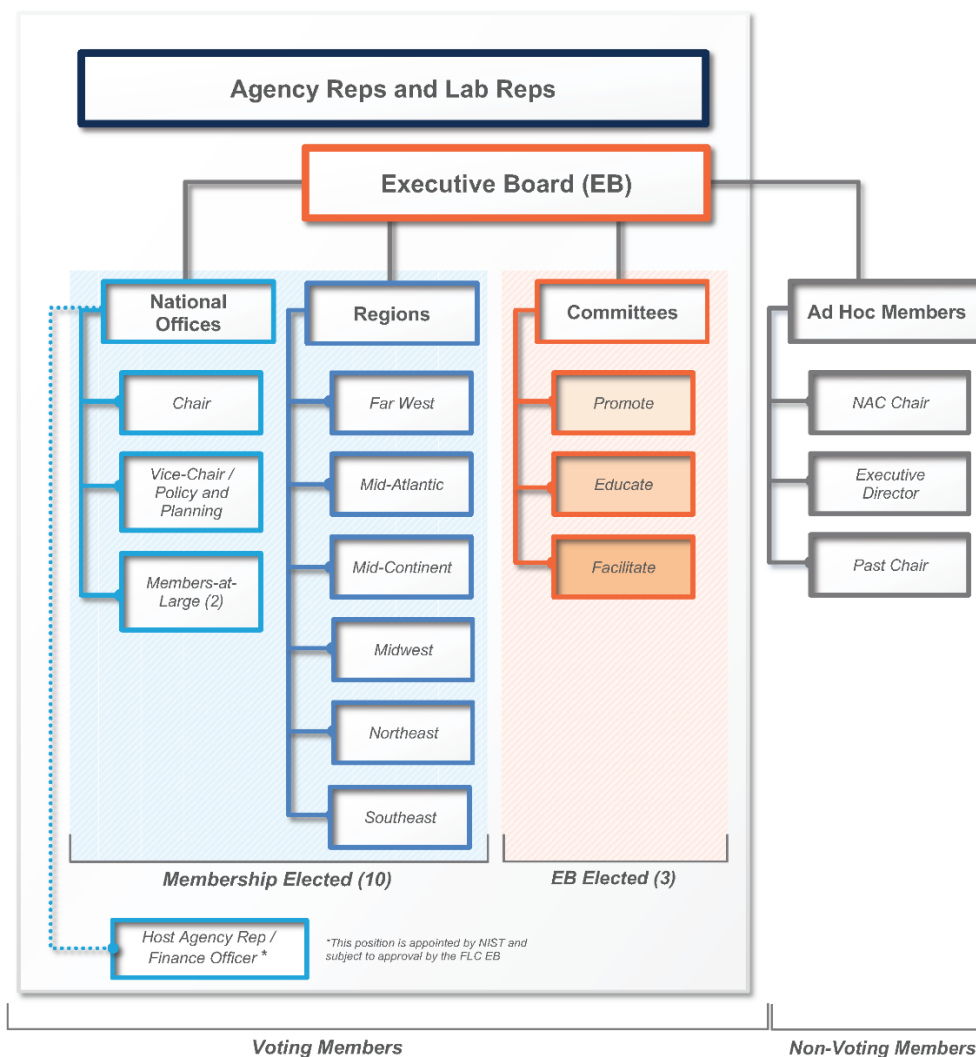 Agency Reps and Lab Reps
Executive Board (EB)
National
Offices
Chair
Vice-Chair /
Policy and
Planning
Members-at-
Large (2)
Regions
Far West
Mid-Atlantic
Mid-Continent
Midwest
Northeast
Southeast
Committees
Promote
Educate
Facilitate
Ad Hoc Members
NAC Chair
Executive
Director
Past Chair
Membership Elected (10)
EB Elected (3)
Host Agency Rep /
Finance Officer *
*This position is appointed by NIST and
subject to approval by the FLC EB
Voting Members
Non-Voting Members